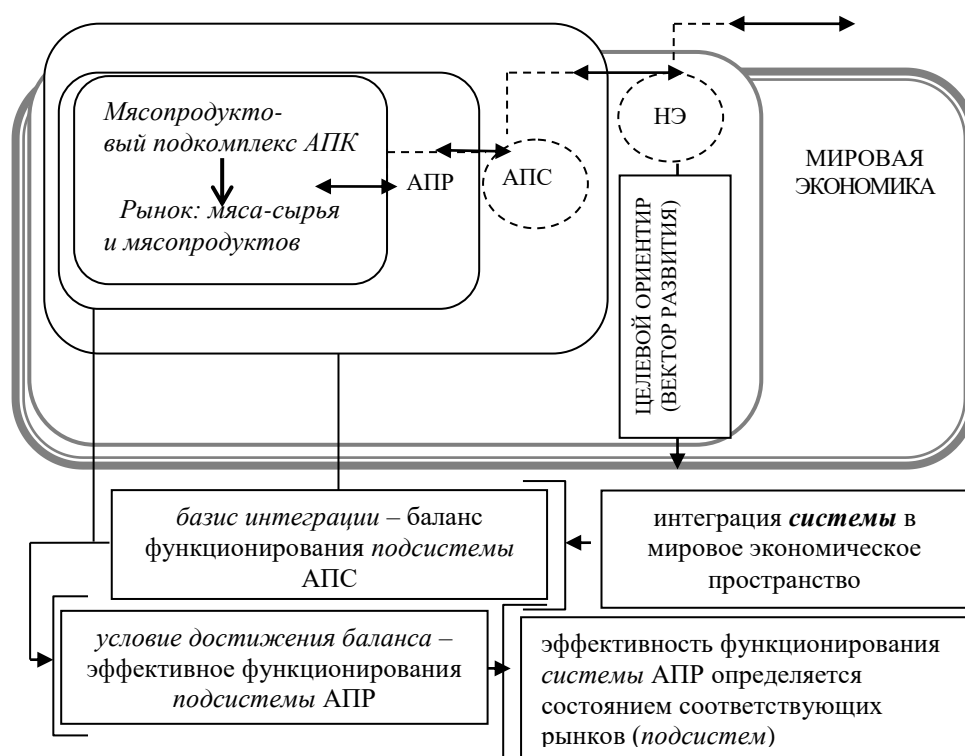 Мясопродукто-
вый подкомплекс АПК
Рынок: мяса-сырья
и мясопродуктов
АПР
АПС
НЭ
МИРОВАЯ
ЭКОНОМИКА
ЦЕЛЕВОЙ ОРИЕНТИР
(ВЕКТОР РАЗВИТИЯ)
базис интеграции – баланс
функционирования подсистемы
АПС
интеграция системы в
мировое экономическое
пространство
условие достижения баланса –
эффективное функционирования
подсистемы АПР
эффективность функционирования
системы АПР определяется
состоянием соответствующих
рынков (подсистем)